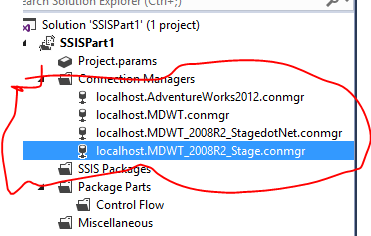 earch Solution Explorer (Ctrl+;)
Solution 'SSISPart1' (1 project)
SSISPart1
Project.params
Connection Managers
localhost.AdventureWorks2012.conmgr
localhost.MDWT.conmgr
localhost.MDWT_2008R2_StagedotNet.conmgr
localhost.MDWT_2008R2_Stage.conmgr
SSIS Packages
Package Parts
Control Flow
Miscellaneous